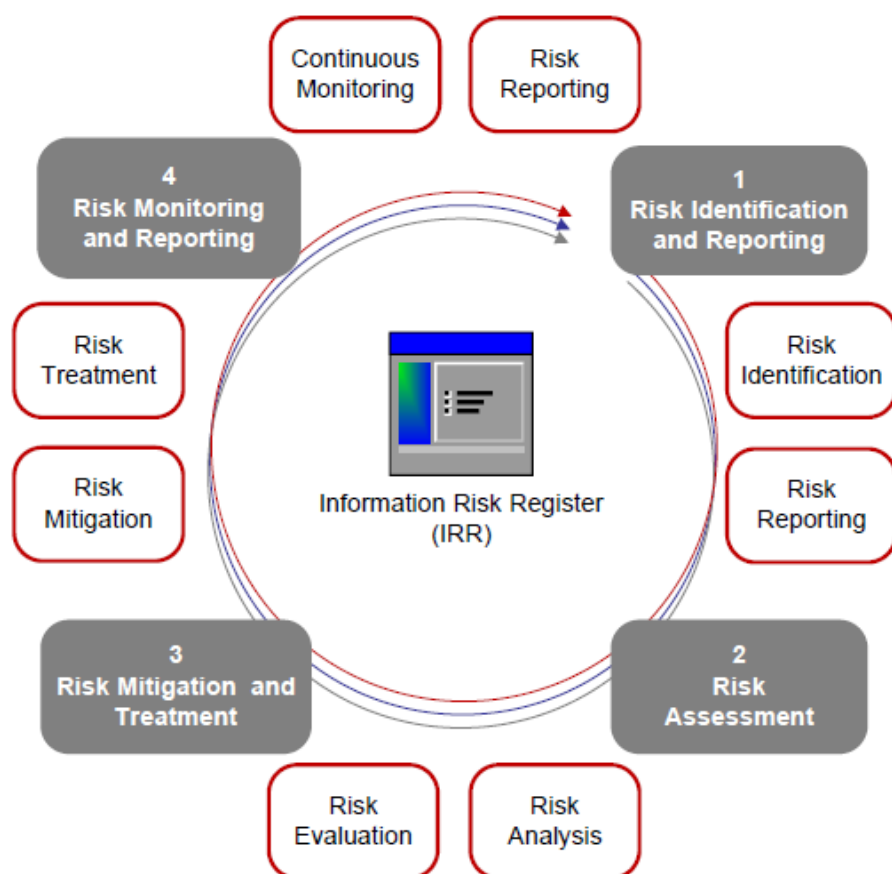 Continuous
Monitoring
Risk
Reporting
4
Risk Monitoring
and Reporting
1
Risk Identification
and Reporting
Risk
Treatment
Risk
Identification
Risk
Mitigation
Information Risk Register
(IRR)
Risk
Reporting
3
Risk Mitigation and
Treatment
2
Risk
Assessment
Risk
Evaluation
Risk
Analysis